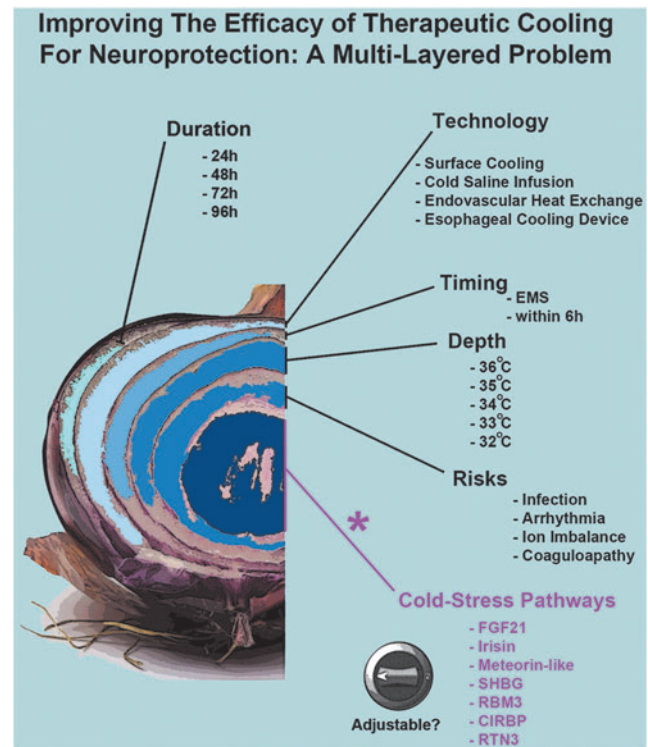 Improving The Efficacy of Therapeutic Cooling
For Neuroprotection: A Multi-Layered Problem
Duration
- 24h
- 48h
- 72h
- 96h
Technology
- Surface Cooling
- Cold Saline Infusion
- Endovascular Heat Exchange
- Esophageal Cooling Device
Timing
- EMS
- within 6h
Depth
- 36°C
- 35°C
- 34°C
- 33°C
- 32°C
Risks
- Infection
- Arrhythmia
- Ion Imbalance
- Coaguloapathy
*
Cold-Stress Pathways
- FGF21
- Irisin
- Meteorin-like
- SHBG
- RBM3
- CIRBP
- RTN3
Adjustable?